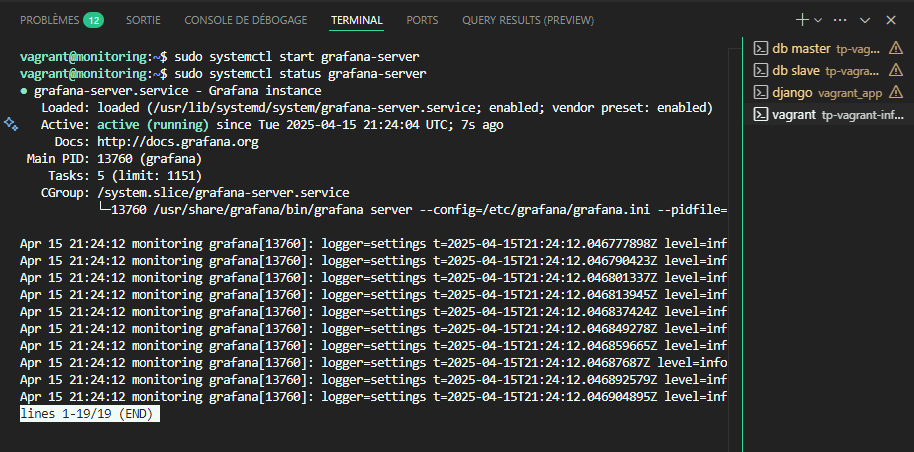 PROBLÈMES 12 SORTIE CONSOLE DE DÉBOGAGE TERMINAL PORTS QUERY RESULTS (PREVIEW)
vagrant@monitoring:~$ sudo systemctl start grafana-server
vagrant@monitoring:~$ sudo systemctl status grafana-server
● grafana-server.service - Grafana instance
Loaded: loaded (/usr/lib/systemd/system/grafana-server.service; enabled; vendor preset: enabled)
Active: active (running) since Tue 2025-04-15 21:24:04 UTC; 7s ago
Docs: http://docs.grafana.org
Main PID: 13760 (grafana)
Tasks: 5 (limit: 1151)
CGroup: /system.slice/grafana-server.service
└─13760 /usr/share/grafana/bin/grafana server --config=/etc/grafana/grafana.ini --pidfile=
Apr 15 21:24:12 monitoring grafana[13760]: logger=settings t=2025-04-15T21:24:12.046777898Z level=inf
Apr 15 21:24:12 monitoring grafana[13760]: logger=settings t=2025-04-15T21:24:12.046790423Z level=inf
Apr 15 21:24:12 monitoring grafana[13760]: logger=settings t=2025-04-15T21:24:12.046801337Z level=inf
Apr 15 21:24:12 monitoring grafana[13760]: logger=settings t=2025-04-15T21:24:12.046813945Z level=inf
Apr 15 21:24:12 monitoring grafana[13760]: logger=settings t=2025-04-15T21:24:12.046837424Z level=inf
Apr 15 21:24:12 monitoring grafana[13760]: logger=settings t=2025-04-15T21:24:12.046849278Z level=inf
Apr 15 21:24:12 monitoring grafana[13760]: logger=settings t=2025-04-15T21:24:12.046859665Z level=inf
Apr 15 21:24:12 monitoring grafana[13760]: logger=settings t=2025-04-15T21:24:12.04687687Z level=info
Apr 15 21:24:12 monitoring grafana[13760]: logger=settings t=2025-04-15T21:24:12.046892579Z level=inf
Apr 15 21:24:12 monitoring grafana[13760]: logger=settings t=2025-04-15T21:24:12.046904895Z level=inf
lines 1-19/19 (END)
db master tp-vag...
db slave tp-vagra...
django vagrant_app
vagrant tp-vagrant-inf...